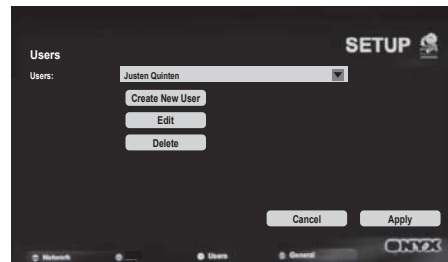 SETUP
Users
Users: Justen Quinten
Create New User
Edit
Delete
Cancel Apply
ONYX
Network Users General